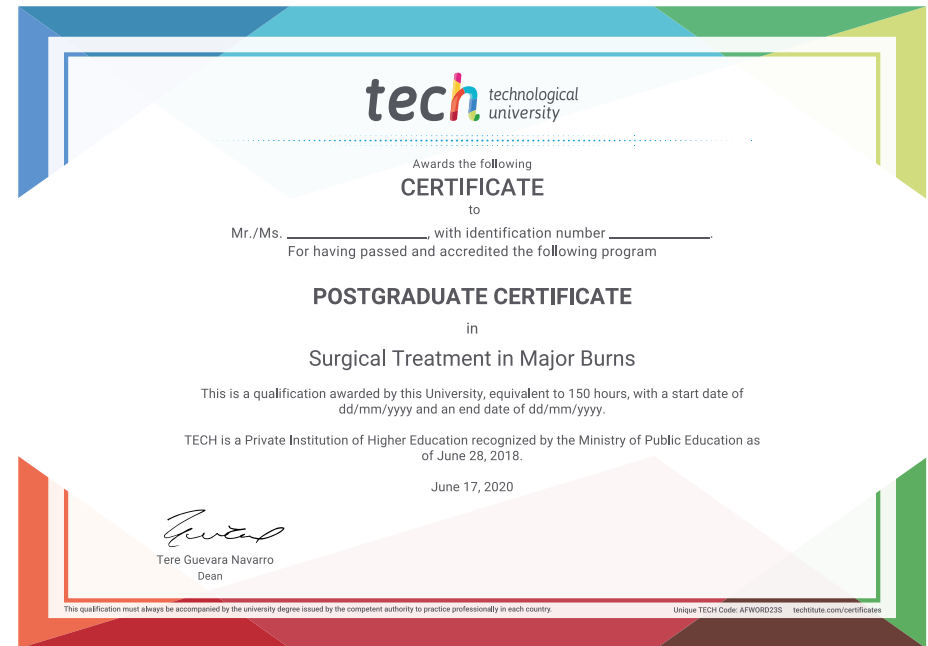 tech technological
university
Awards the following
CERTIFICATE
to
Mr./Ms. ____________________, with identification number ______________.
For having passed and accredited the following program
POSTGRADUATE CERTIFICATE
in
Surgical Treatment in Major Burns
This is a qualification awarded by this University, equivalent to 150 hours, with a start date of
dd/mm/yyyy and an end date of dd/mm/yyyy.
TECH is a Private Institution of Higher Education recognized by the Ministry of Public Education as
of June 28, 2018.
June 17, 2020
Tere Guevara Navarro
Dean
This qualification must always be accompanied by the university degree issued by the competent authority to practice professionally in each country.
Unique TECH Code: AFWORD23S techtitute.com/certificates